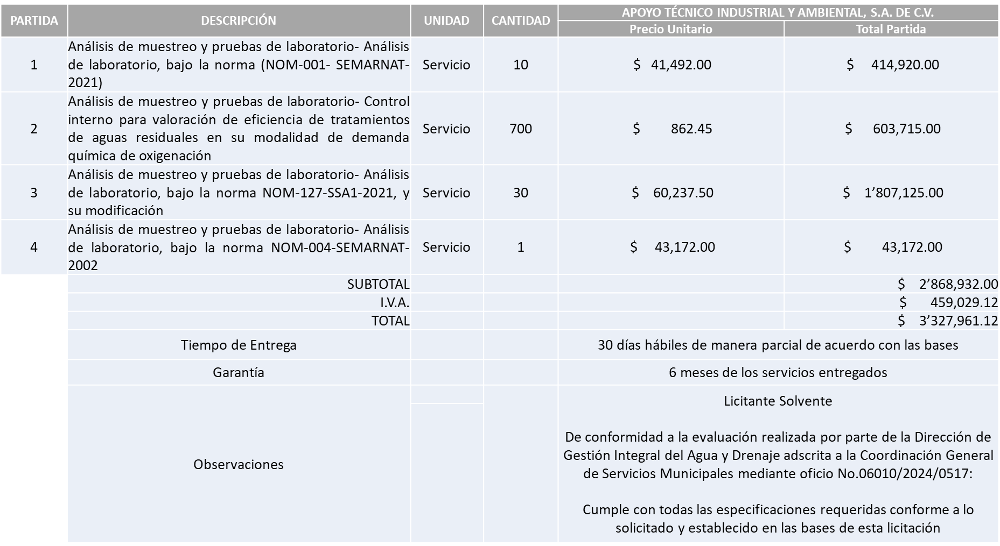 PARTIDA DESCRIPCIÓN UNIDAD CANTIDAD APOYO TÉCNICO INDUSTRIAL Y AMBIENTAL, S.A. DE C.V.
Precio Unitario Total Partida
1
Análisis de muestreo y pruebas de laboratorio- Análisis
de laboratorio, bajo la norma (NOM-001- SEMARNAT-
2021)
Servicio 10 $ 41,492.00 $ 414,920.00
2
Análisis de muestreo y pruebas de laboratorio- Control
interno para valoración de eficiencia de tratamientos
de aguas residuales en su modalidad de demanda
química de oxigenación
Servicio 700 $ 862.45 $ 603,715.00
3
Análisis de muestreo y pruebas de laboratorio- Análisis
de laboratorio, bajo la norma NOM-127-SSA1-2021, y
su modificación
Servicio 30 $ 60,237.50 $ 1’807,125.00
4
Análisis de muestreo y pruebas de laboratorio- Análisis
de laboratorio, bajo la norma NOM-004-SEMARNAT-
2002
Servicio 1 $ 43,172.00 $ 43,172.00
SUBTOTAL $ 2’868,932.00
I.V.A. $ 459,029.12
TOTAL $ 3’327,961.12
Tiempo de Entrega 30 días hábiles de manera parcial de acuerdo con las bases
Garantía 6 meses de los servicios entregados
Observaciones
Licitante Solvente
De conformidad a la evaluación realizada por parte de la Dirección de
Gestión Integral del Agua y Drenaje adscrita a la Coordinación General
de Servicios Municipales mediante oficio No.06010/2024/0517:
Cumple con todas las especificaciones requeridas conforme a lo
solicitado y establecido en las bases de esta licitación